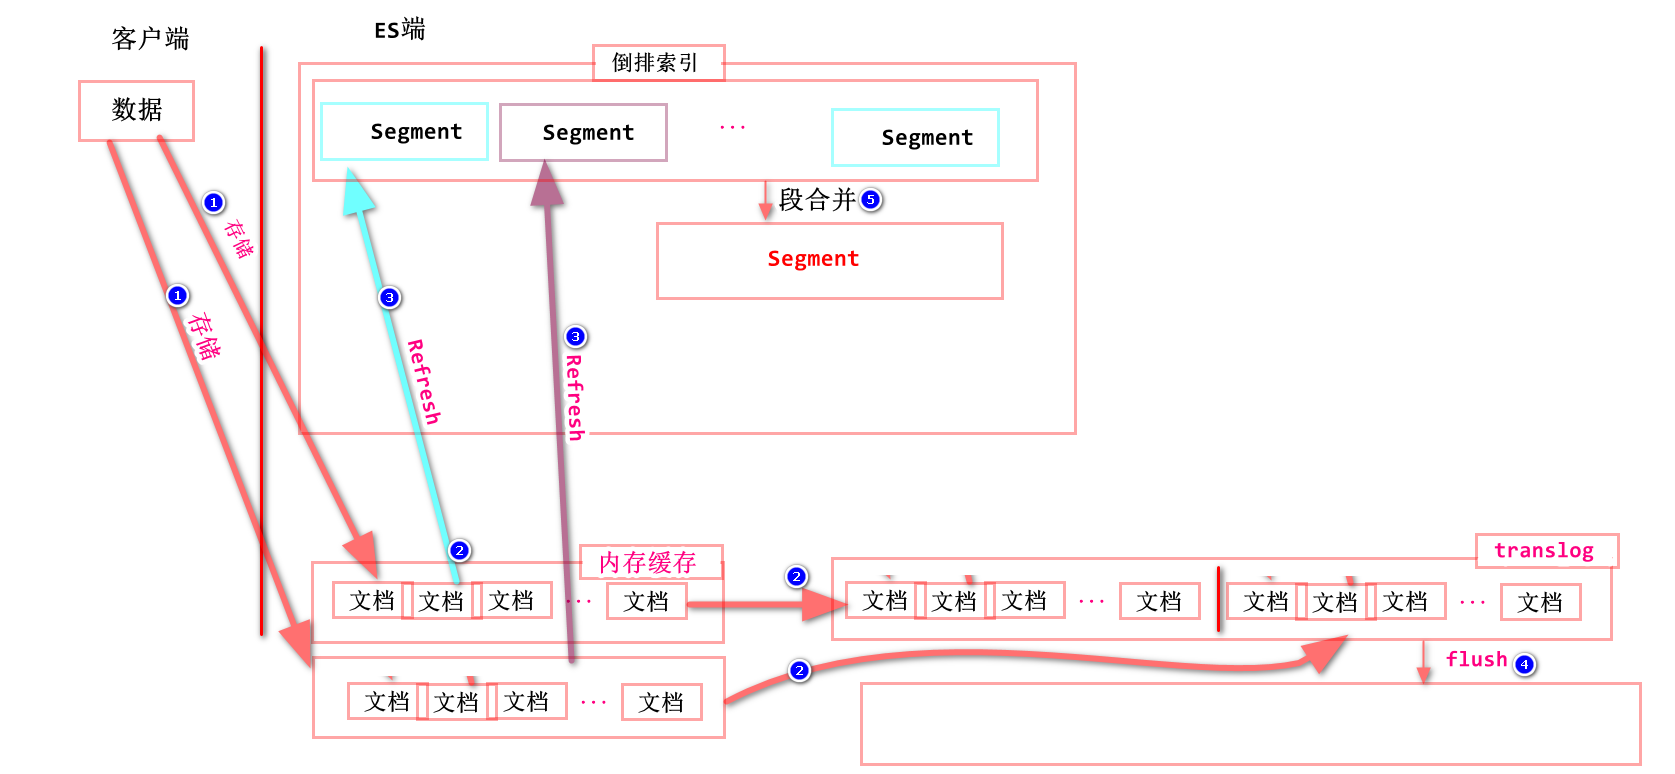 客户端
ES端
倒排索引
数据
Segment
Segment
...
Segment
1
存储
段合并 5
Segment
1
存储
3
Refresh
3
Refresh
2
内存缓存
文档
文档
文档
...
文档
2
translog
文档
文档
文档
...
文档
文档
文档
文档
...
文档
flush 4
2
文档
文档
文档
...
文档